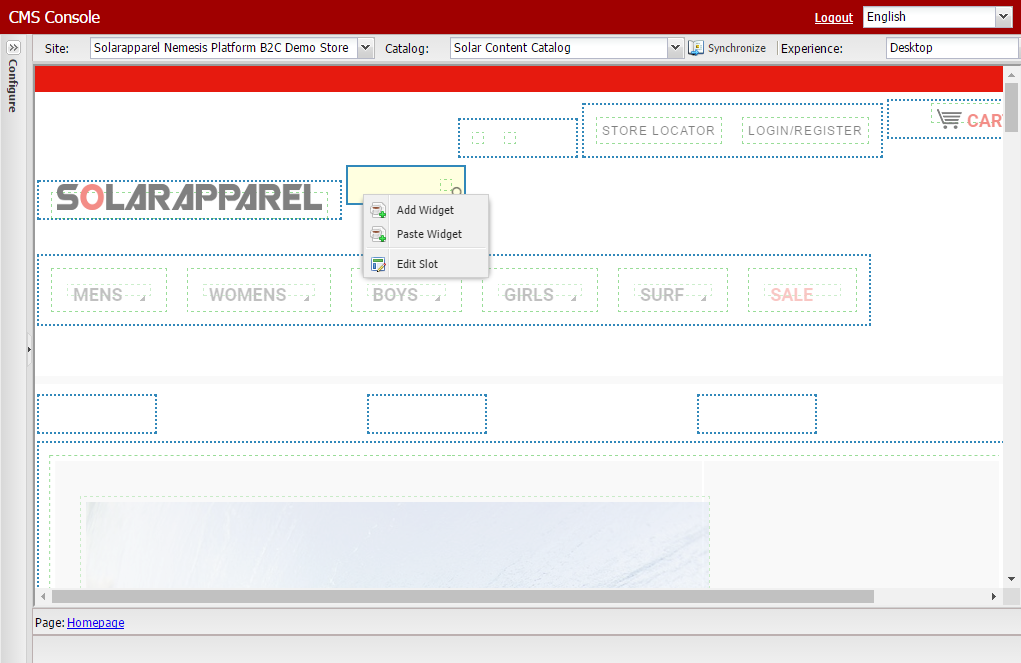 CMS Console
Logout
English
Site:
Solarapparel Nemesis Platform B2C Demo Store
Catalog:
Solar Content Catalog
Synchronize
Experience:
Desktop
Configure
STORE LOCATOR
LOGIN/REGISTER
CAR
SOLARAPPAREL
Add Widget
Paste Widget
Edit Slot
MENS
WOMENS
BOYS
GIRLS
SURF
SALE
Page: Homepage